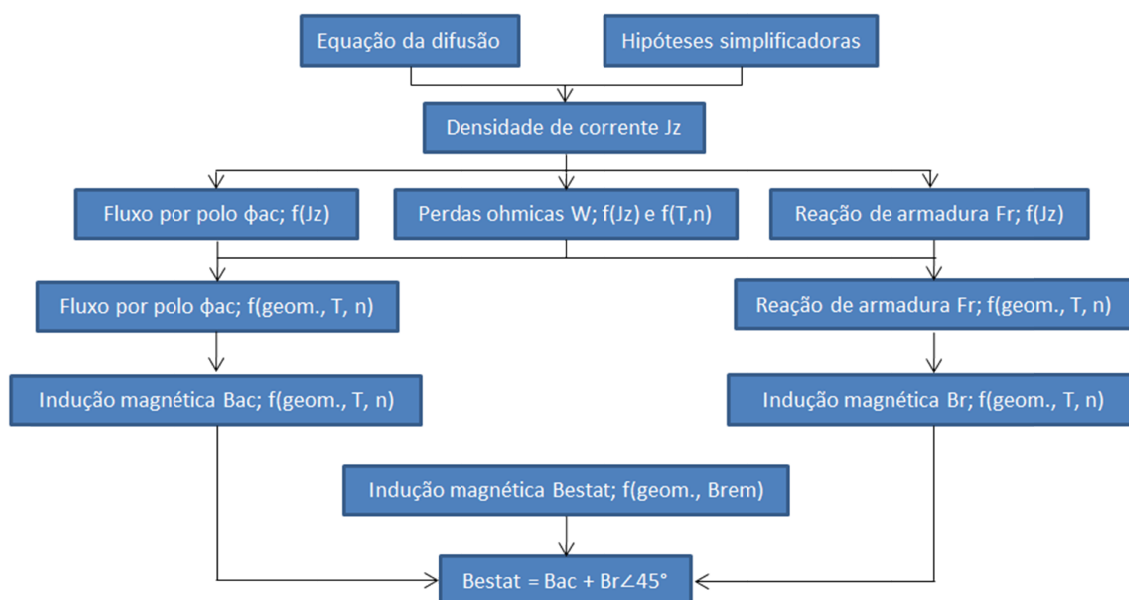 Equação da difusão
Hipóteses simplificadoras
Densidade de corrente Jz
Fluxo por polo ϕac; f(Jz)
Perdas ohmicas W; f(Jz) e f(T,n)
Reação de armadura Fr; f(Jz)
Fluxo por polo ϕac; f(geom., T, n)
Reação de armadura Fr; f(geom., T, n)
Indução magnética Bac; f(geom., T, n)
Indução magnética Br; f(geom., T, n)
Indução magnética Bestat; f(geom., Brem)
Bestat = Bac + Br∠45°